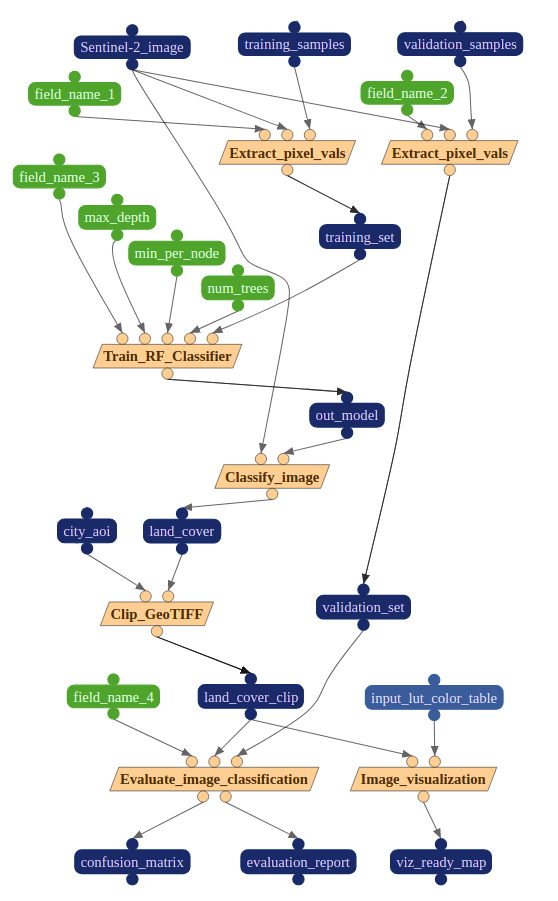 Sentinel-2_image
training_samples
validation_samples
field_name_1
field_name_2
Extract_pixel_vals
Extract_pixel_vals
field_name_3
max_depth
training_set
min_per_node
num_trees
Train_RF_Classifier
out_model
Classify_image
city_aoi
land_cover
validation_set
Clip_GeoTIFF
field_name_4
land_cover_clip
input_lut_color_table
Evaluate_image_classification
Image_visualization
confusion_matrix
evaluation_report
viz_ready_map